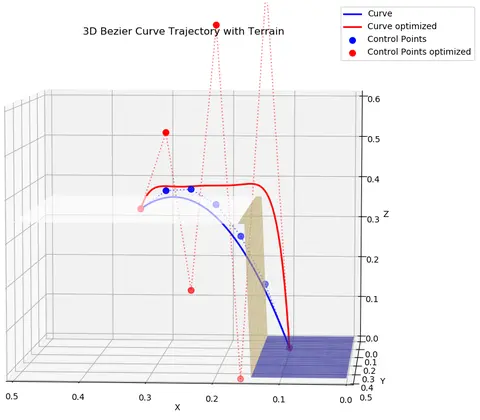 3D Bezier Curve Trajectory with Terrain
Curve
Curve optimized
Control Points
Control Points optimized
0.6
0.5
0.4
0.3
Z
0.2
0.1
0.0
0.0
0.1
0.2
0.3
0.4
0.5
Y
0.5
0.4
0.3
0.2
0.1
0.0
X